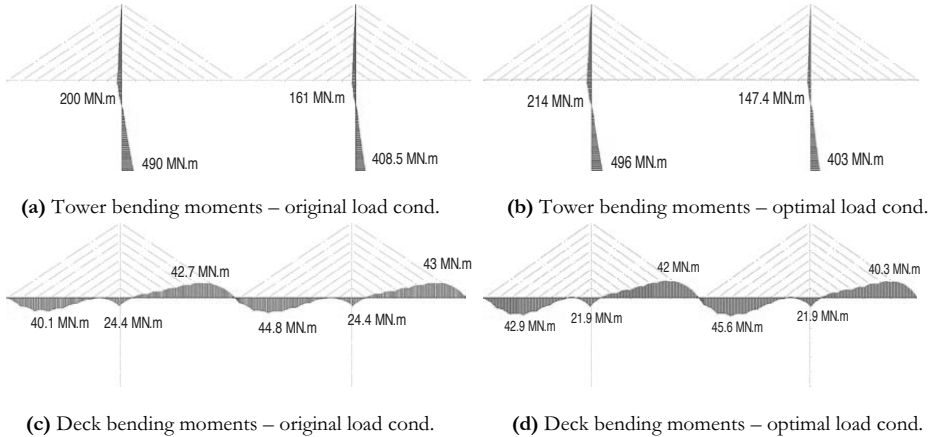 200 MN.m
161 MN.m
490 MN.m
408.5 MN.m
214 MN.m
147.4 MN.m
496 MN.m
403 MN.m
(a) Tower bending moments – original load cond.
(b) Tower bending moments – optimal load cond.
42.7 MN.m
43 MN.m
40.1 MN.m
24.4 MN.m
44.8 MN.m
24.4 MN.m
42 MN.m
40.3 MN.m
42.9 MN.m
21.9 MN.m
45.6 MN.m
21.9 MN.m
(c) Deck bending moments – original load cond.
(d) Deck bending moments – optimal load cond.